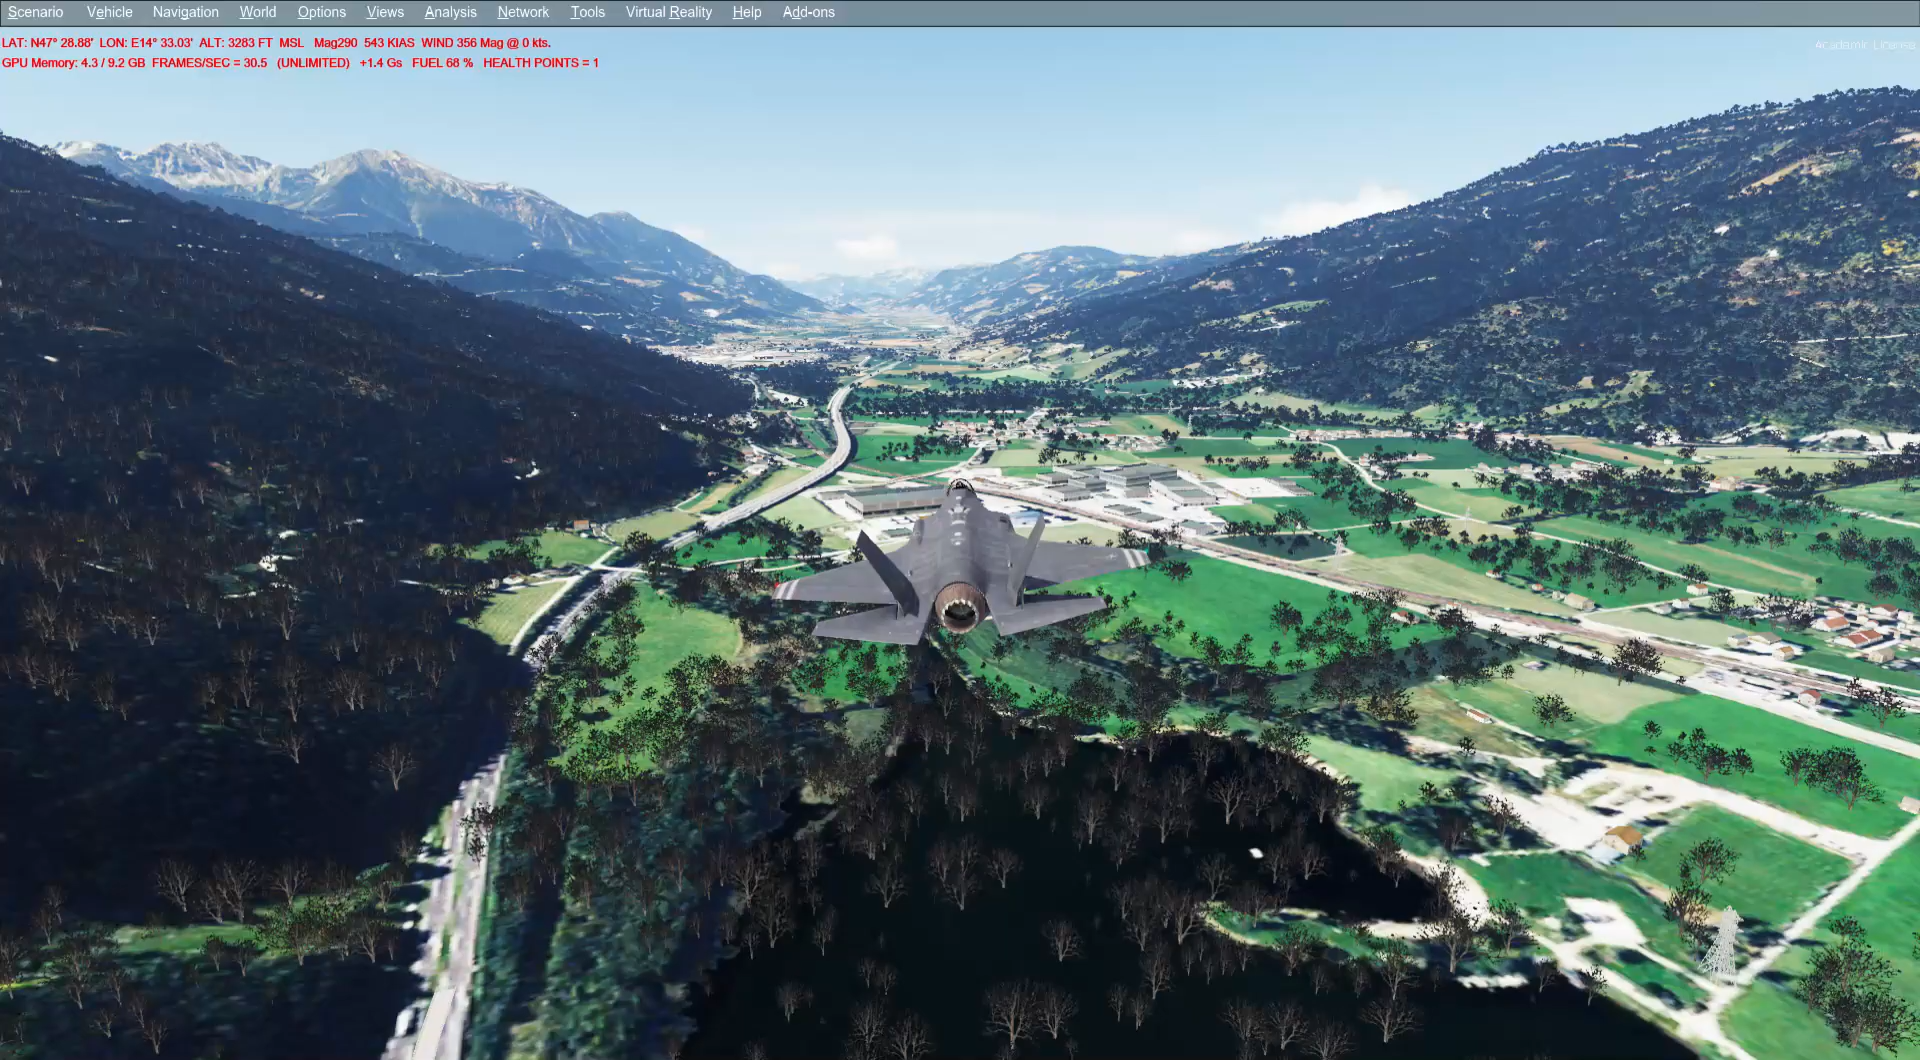 Scenario Vehicle Navigation World Options Views Analysis Network Tools Virtual Reality Help Add-ons
LAT: N47° 28.88' LON: E14° 33.03' ALT: 3283 FT MSL Mag290 543 KIAS WIND 356 Mag @ 0 kts.
Academic License
GPU Memory: 4.3 / 9.2 GB FRAMES/SEC = 30.5 (UNLIMITED) +1.4 Gs FUEL 68 % HEALTH POINTS = 1